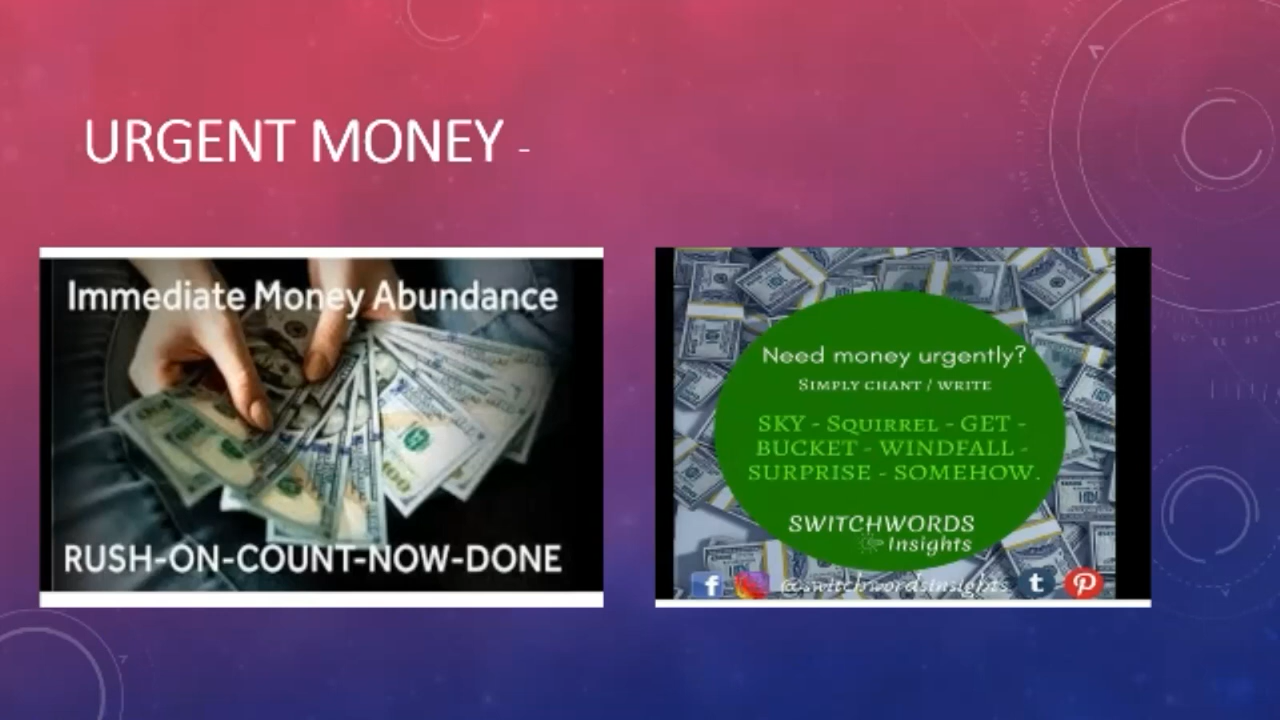 URGENT MONEY -
Immediate Money Abundance
RUSH-ON-COUNT-NOW-DONE
Need money urgently?
SIMPLY CHANT / WRITE
SKY - SQUIRREL - GET -
BUCKET - WINDFALL -
SURPRISE - SOMEHOW.
SWITCHWORDS
Insights
@switchwordsinsights